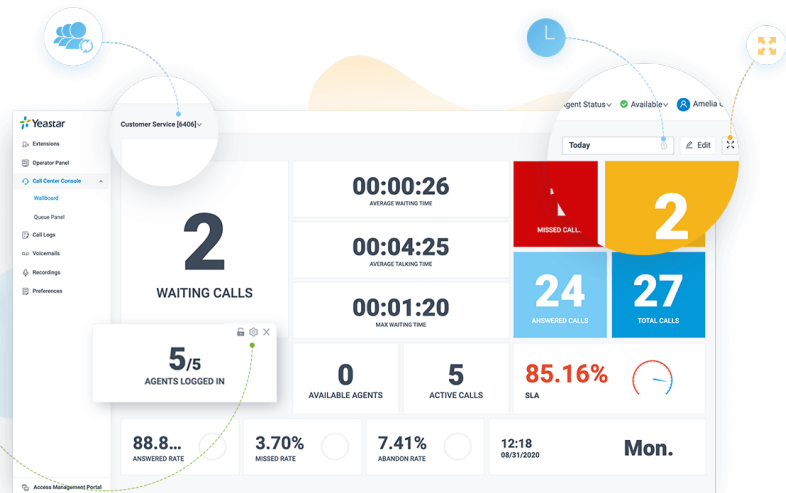 Agent Status
Available
Amelia
Yeastar
Customer Service [6406]
Today
Edit
Extensions
Operator Panel
Call Center Console
Wallboard
Queue Panel
Call Logs
Voicemails
Recordings
Preferences
Access Management Portal
2
WAITING CALLS
00:00:26
AVERAGE WAITING TIME
00:04:25
AVERAGE TALKING TIME
00:01:20
MAX WAITING TIME
MISSED CALL.
2
24
ANSWERED CALLS
27
TOTAL CALLS
5/5
AGENTS LOGGED IN
0
AVAILABLE AGENTS
5
ACTIVE CALLS
85.16%
SLA
88.8...
ANSWERED RATE
3.70%
MISSED RATE
7.41%
ABANDON RATE
12:18
08/31/2020
Mon.